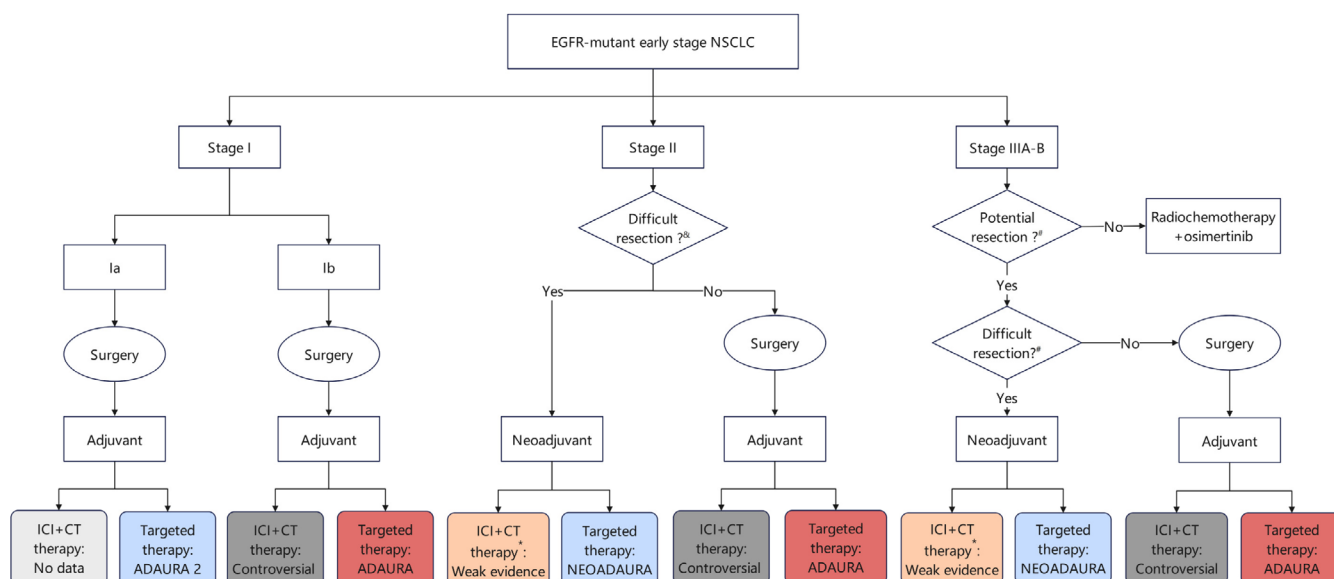 EGFR-mutant early stage NSCLC
Stage I
Stage II
Stage IIIA-B
Difficult
resection ?&
Potential
resection ?#
No
Radiochemotherapy
+osimertinib
Ia
Ib
Yes
No
Yes
Surgery
Surgery
Surgery
Difficult
resection?#
No
Surgery
Yes
Adjuvant
Adjuvant
Neoadjuvant
Adjuvant
Neoadjuvant
Adjuvant
ICI+CT
therapy:
No data
Targeted
therapy:
ADAURA 2
ICI+CT
therapy:
Controversial
Targeted
therapy:
ADAURA
ICI+CT
therapy*:
Weak evidence
Targeted
therapy:
NEOADAURA
ICI+CT
therapy:
Controversial
Targeted
therapy:
ADAURA
ICI+CT
therapy*:
Weak evidence
Targeted
therapy:
NEOADAURA
ICI+CT
therapy:
Controversial
Targeted
therapy:
ADAURA